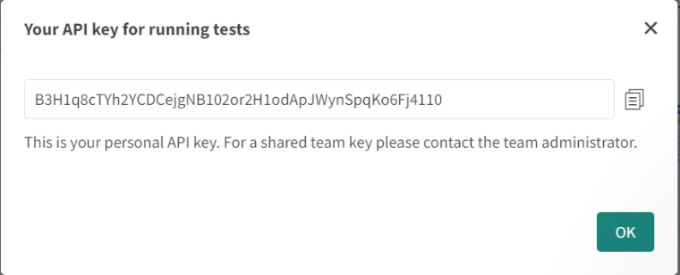 Your API key for running tests
B3H1q8cTYh2YCDCejgNB102or2H1odApJWynSpqKo6Fj4110
This is your personal API key. For a shared team key please contact the team administrator.
OK